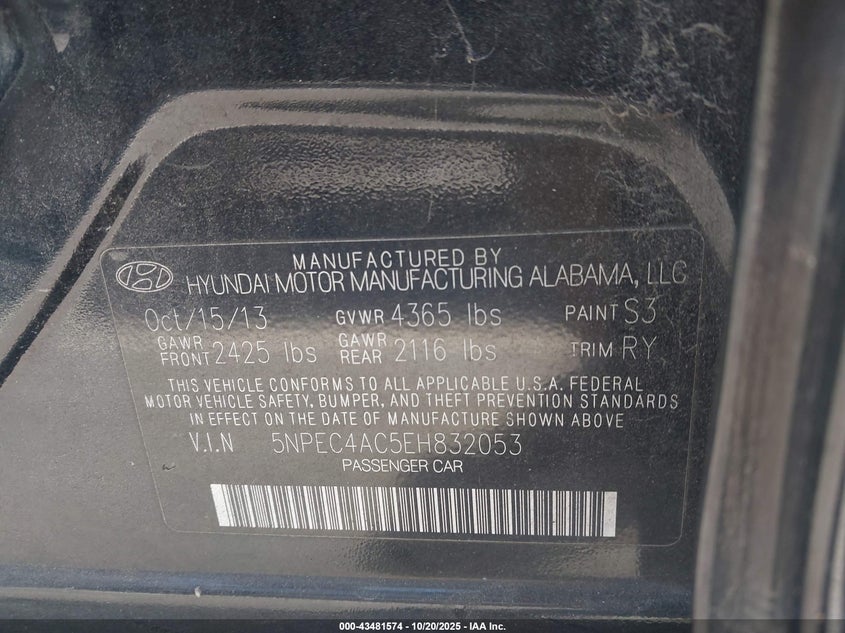 MANUFACTURED BY
HYUNDAI MOTOR MANUFACTURING ALABAMA, LLC
Oct/15/13 GVWR 4365 lbs PAINT S3
GAWR FRONT 2425 lbs GAWR REAR 2116 lbs TRIM RY
THIS VEHICLE CONFORMS TO ALL APPLICABLE U.S.A. FEDERAL
MOTOR VEHICLE SAFETY, BUMPER, AND THEFT PREVENTION STANDARDS
IN EFFECT ON THE DATE OF MANUFACTURE SHOWN ABOVE
V.I.N 5NPEC4AC5EH832053
PASSENGER CAR
000-43481574 - 10/20/2025 - IAA Inc.